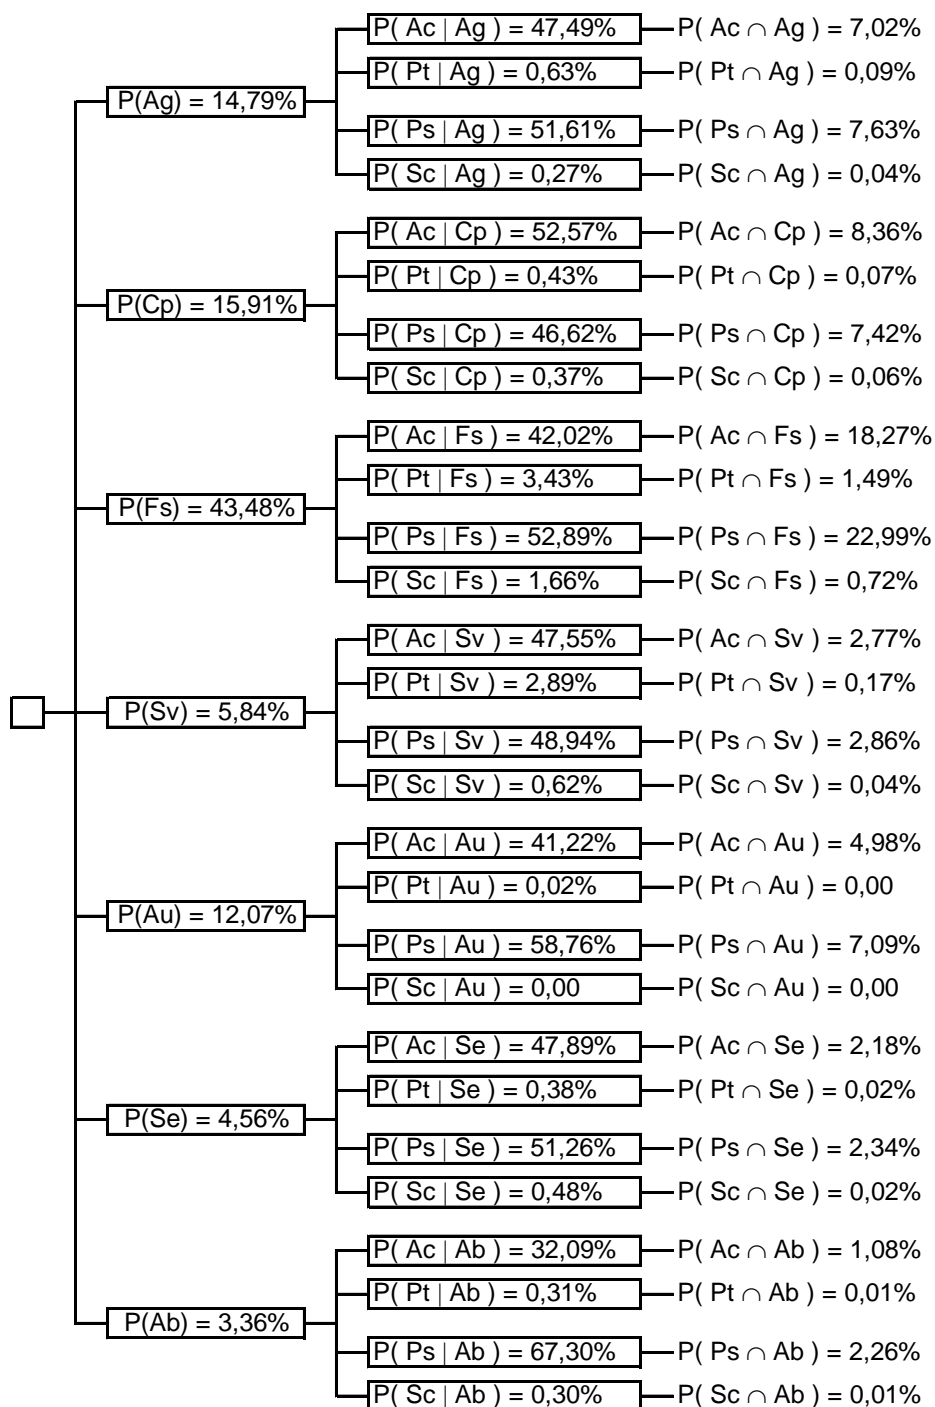 P( Ac | Ag ) = 47,49% P( Ac ∩ Ag ) = 7,02%
P( Pt | Ag ) = 0,63% P( Pt ∩ Ag ) = 0,09%
P(Ag) = 14,79%
P( Ps | Ag ) = 51,61% P( Ps ∩ Ag ) = 7,63%
P( Sc | Ag ) = 0,27% P( Sc ∩ Ag ) = 0,04%
P( Ac | Cp ) = 52,57% P( Ac ∩ Cp ) = 8,36%
P( Pt | Cp ) = 0,43% P( Pt ∩ Cp ) = 0,07%
P(Cp) = 15,91%
P( Ps | Cp ) = 46,62% P( Ps ∩ Cp ) = 7,42%
P( Sc | Cp ) = 0,37% P( Sc ∩ Cp ) = 0,06%
P( Ac | Fs ) = 42,02% P( Ac ∩ Fs ) = 18,27%
P( Pt | Fs ) = 3,43% P( Pt ∩ Fs ) = 1,49%
P(Fs) = 43,48%
P( Ps | Fs ) = 52,89% P( Ps ∩ Fs ) = 22,99%
P( Sc | Fs ) = 1,66% P( Sc ∩ Fs ) = 0,72%
P( Ac | Sv ) = 47,55% P( Ac ∩ Sv ) = 2,77%
P( Pt | Sv ) = 2,89% P( Pt ∩ Sv ) = 0,17%
P(Sv) = 5,84%
P( Ps | Sv ) = 48,94% P( Ps ∩ Sv ) = 2,86%
P( Sc | Sv ) = 0,62% P( Sc ∩ Sv ) = 0,04%
P( Ac | Au ) = 41,22% P( Ac ∩ Au ) = 4,98%
P( Pt | Au ) = 0,02% P( Pt ∩ Au ) = 0,00
P(Au) = 12,07%
P( Ps | Au ) = 58,76% P( Ps ∩ Au ) = 7,09%
P( Sc | Au ) = 0,00 P( Sc ∩ Au ) = 0,00
P( Ac | Se ) = 47,89% P( Ac ∩ Se ) = 2,18%
P( Pt | Se ) = 0,38% P( Pt ∩ Se ) = 0,02%
P(Se) = 4,56%
P( Ps | Se ) = 51,26% P( Ps ∩ Se ) = 2,34%
P( Sc | Se ) = 0,48% P( Sc ∩ Se ) = 0,02%
P( Ac | Ab ) = 32,09% P( Ac ∩ Ab ) = 1,08%
P( Pt | Ab ) = 0,31% P( Pt ∩ Ab ) = 0,01%
P(Ab) = 3,36%
P( Ps | Ab ) = 67,30% P( Ps ∩ Ab ) = 2,26%
P( Sc | Ab ) = 0,30% P( Sc ∩ Ab ) = 0,01%